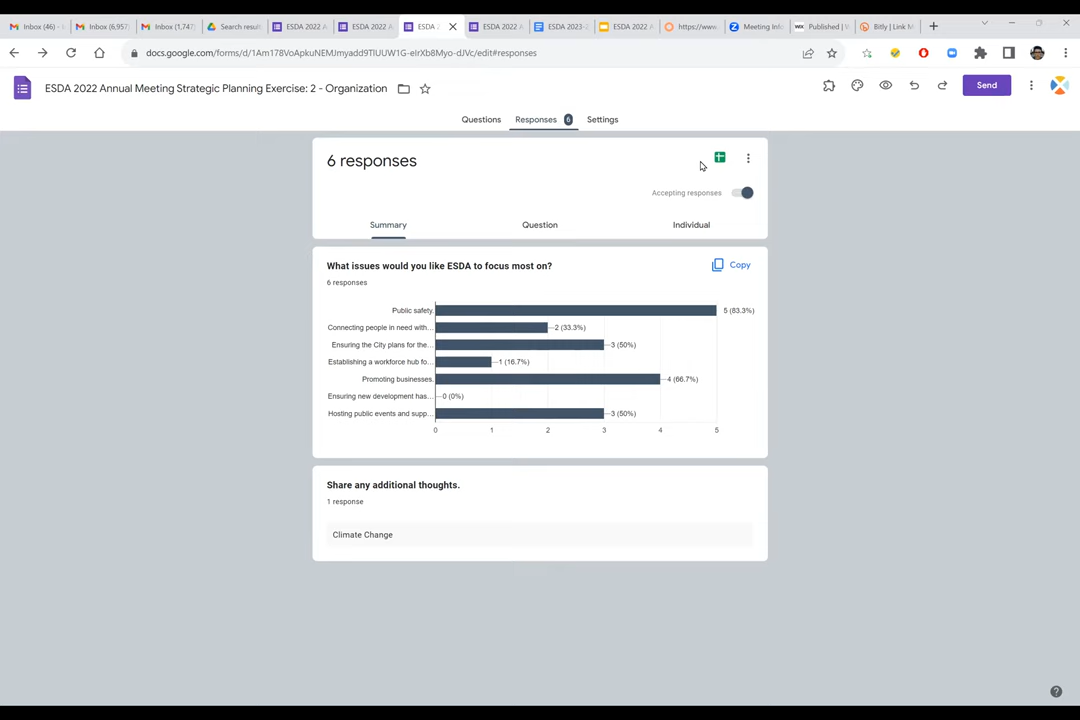 Inbox (46) -
Inbox (6,957
Inbox (1,747
Search result
ESDA 2022 A
ESDA 2022 A
ESDA
ESDA 2022 A
ESDA 2023-2
ESDA 2022 A
https://www
Meeting Info
Published | W
Bitly | Link M
docs.google.com/forms/d/1Am178VoApkuNEMJmyadd9TlUUW1G-eIrXb8Myo-dJVc/edit#responses
ESDA 2022 Annual Meeting Strategic Planning Exercise: 2 - Organization
Send
Questions
Responses 6
Settings
6 responses
Accepting responses
Summary
Question
Individual
What issues would you like ESDA to focus most on?
Copy
6 responses
Public safety. 5 (83.3%)
Connecting people in need with... 2 (33.3%)
Ensuring the City plans for the... 3 (50%)
Establishing a workforce hub fo... 1 (16.7%)
Promoting businesses. 4 (66.7%)
Ensuring new development has... 0 (0%)
Hosting public events and supp... 3 (50%)
0 1 2 3 4 5
Share any additional thoughts.
1 response
Climate Change